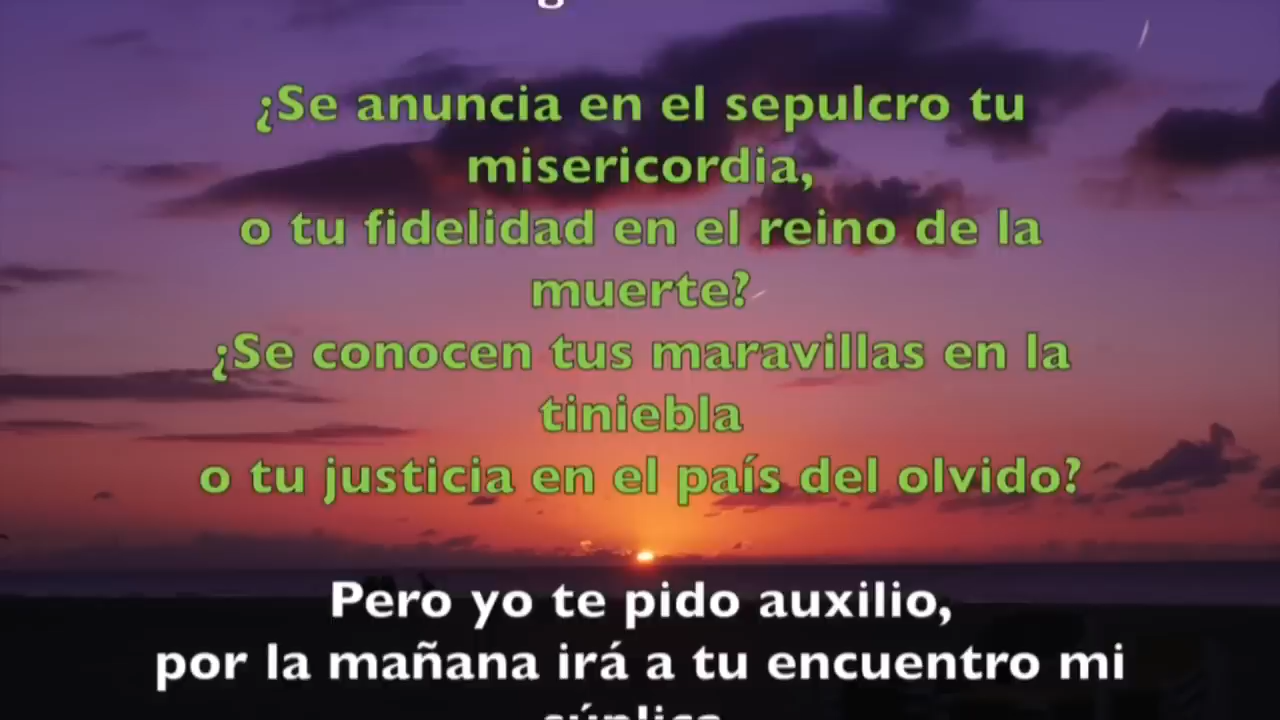 ¿Se anuncia en el sepulcro tu
misericordia,
o tu fidelidad en el reino de la
muerte?
¿Se conocen tus maravillas en la
tiniebla
o tu justicia en el país del olvido?
Pero yo te pido auxilio,
por la mañana irá a tu encuentro mi
súplica